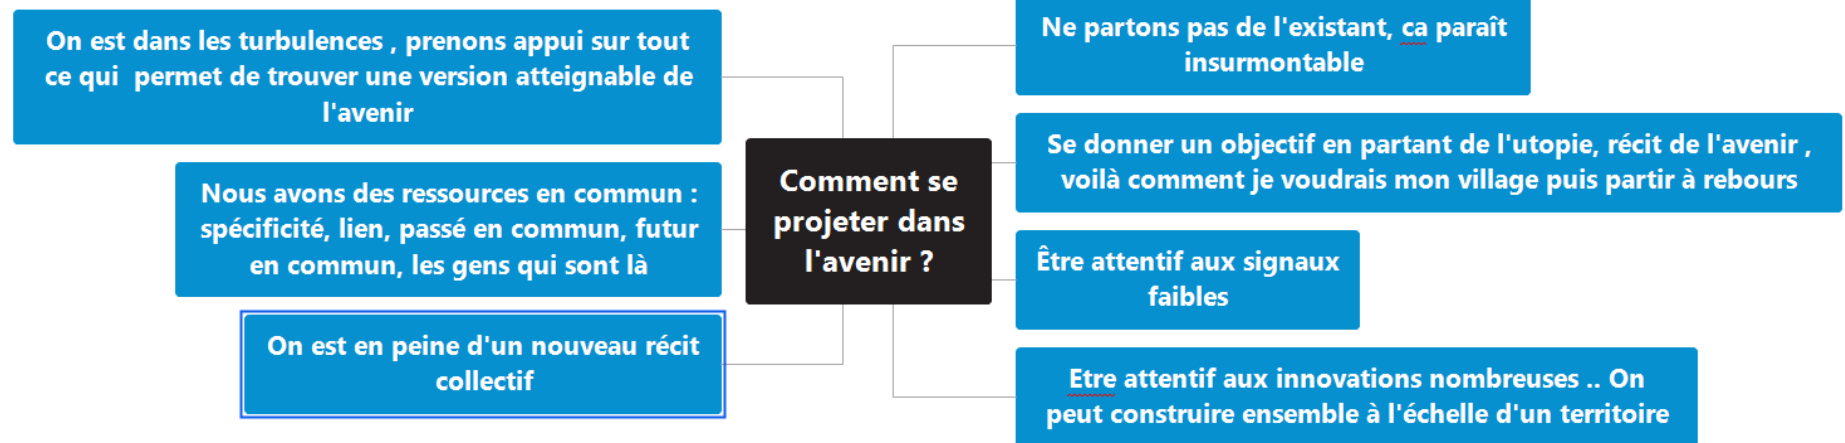 On est dans les turbulences , prenons appui sur tout
ce qui  permet de trouver une version atteignable de
l'avenir
Nous avons des ressources en commun :
spécificité, lien, passé en commun, futur
en commun, les gens qui sont là
On est en peine d'un nouveau récit
collectif
Comment se
projeter dans
l'avenir ?
Ne partons pas de l'existant, ca paraît
insurmontable
Se donner un objectif en partant de l'utopie, récit de l'avenir ,
voilà comment je voudrais mon village puis partir à rebours
Être attentif aux signaux
faibles
Etre attentif aux innovations nombreuses .. On
peut construire ensemble à l'échelle d'un territoire